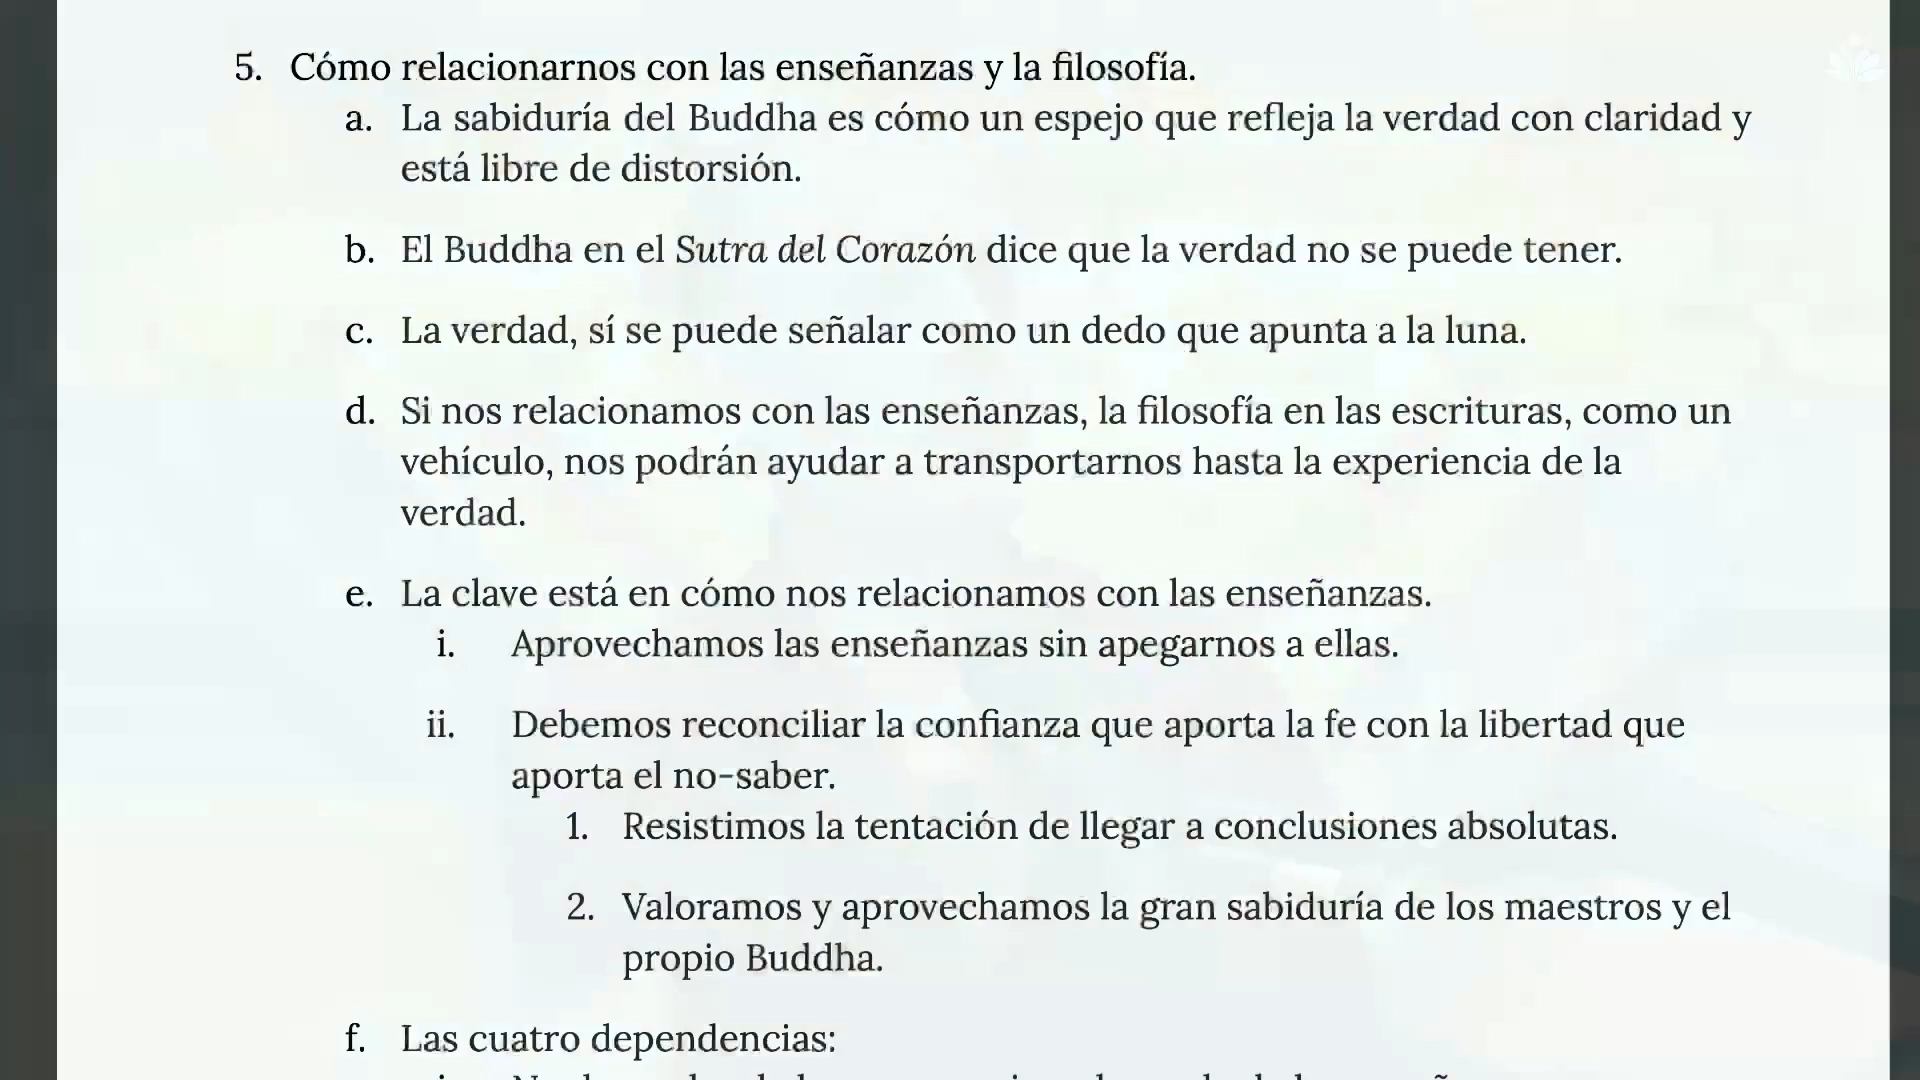 5. Cómo relacionarnos con las enseñanzas y la filosofía.
a. La sabiduría del Buddha es cómo un espejo que refleja la verdad con claridad y
está libre de distorsión.
b. El Buddha en el Sutra del Corazón dice que la verdad no se puede tener.
c. La verdad, sí se puede señalar como un dedo que apunta a la luna.
d. Si nos relacionamos con las enseñanzas, la filosofía en las escrituras, como un
vehículo, nos podrán ayudar a transportarnos hasta la experiencia de la
verdad.
e. La clave está en cómo nos relacionamos con las enseñanzas.
i. Aprovechamos las enseñanzas sin apegarnos a ellas.
ii. Debemos reconciliar la confianza que aporta la fe con la libertad que
aporta el no-saber.
1. Resistimos la tentación de llegar a conclusiones absolutas.
2. Valoramos y aprovechamos la gran sabiduría de los maestros y el
propio Buddha.
f. Las cuatro dependencias: